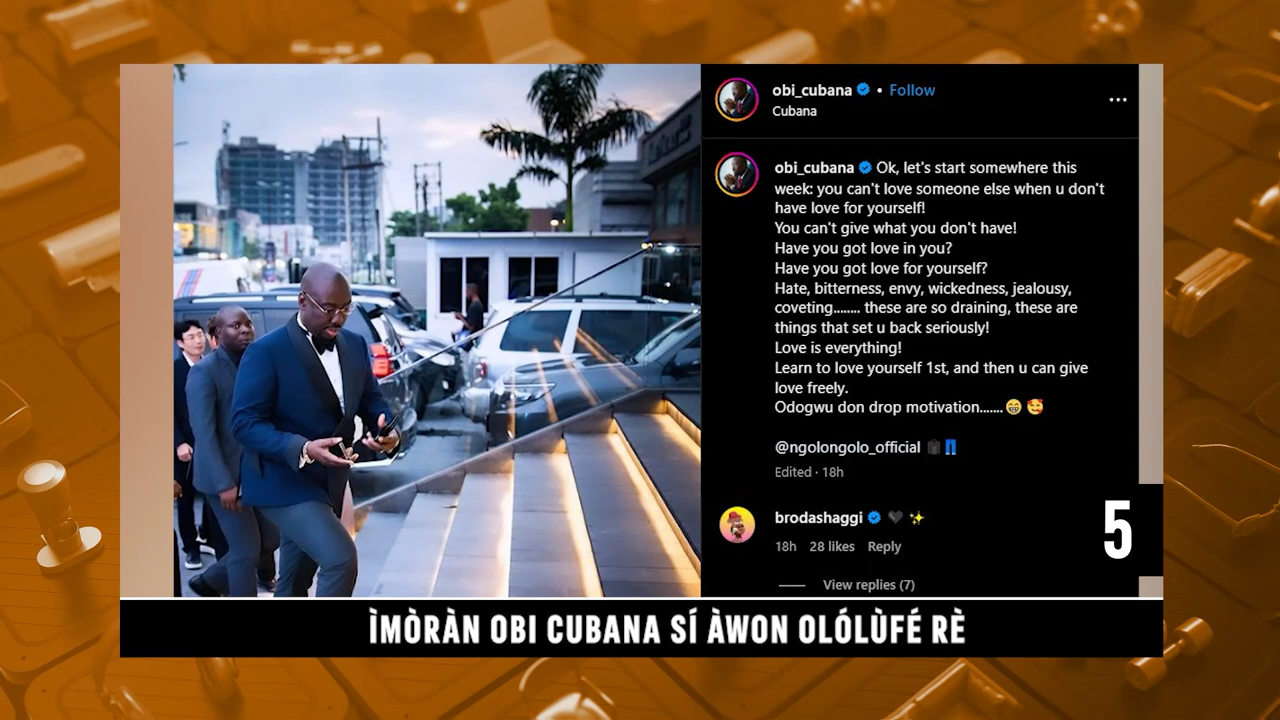 obi_cubana • Follow
Cubana
obi_cubana Ok, let's start somewhere this
week: you can't love someone else when u don't
have love for yourself!
You can't give what you don't have!
Have you got love in you?
Have you got love for yourself?
Hate, bitterness, envy, wickedness, jealousy,
coveting........ these are so draining, these are
things that set u back seriously!
Love is everything!
Learn to love yourself 1st, and then u can give
love freely.
Odogwu don drop motivation.......😁🥰
@ngolongolo_official 👖
Edited · 18h
brodashaggi 🖤✨
18h 28 likes Reply
View replies (7)
5
ÌMÒRÀN OBI CUBANA SÍ ÀWON OLÓLÙFÉ RÈ